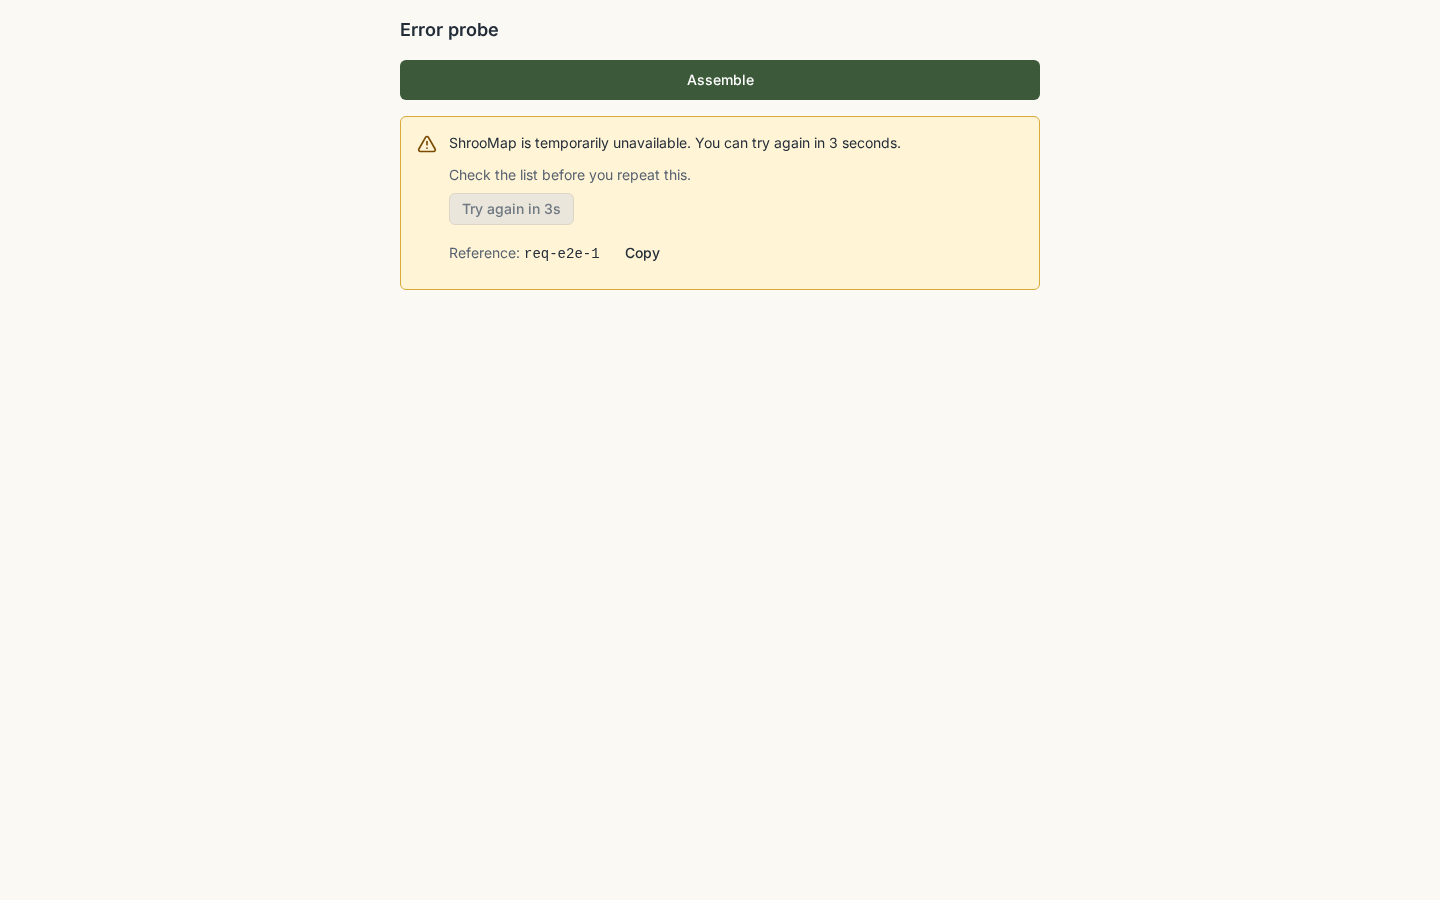 Error probe
Assemble
ShrooMap is temporarily unavailable. You can try again in 3 seconds.
Check the list before you repeat this.
Try again in 3s
Reference: req-e2e-1 Copy